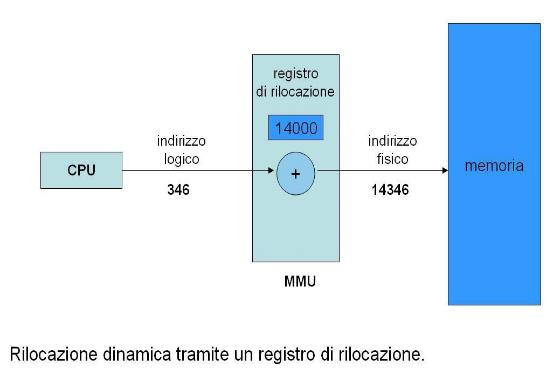 registro
di rilocazione
14000
indirizzo
logico
indirizzo
fisico
CPU
+
memoria
346
14346
MMU
Rilocazione dinamica tramite un registro di rilocazione.